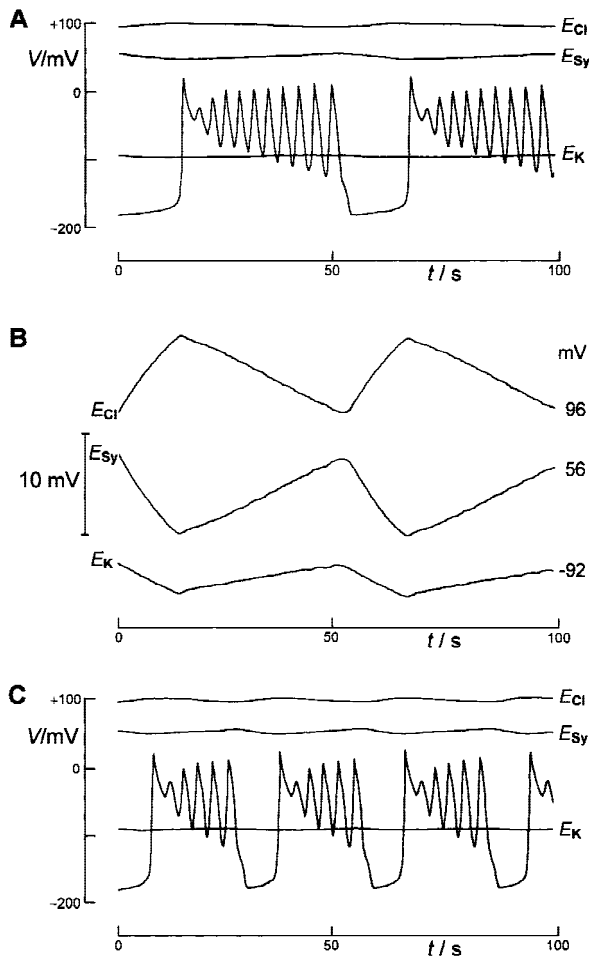 A
+100
E_Cl
V/mV
E_Sy
0
E_K
−200
0 50 100
t / s
B
mV
E_Cl 96
E_Sy 56
10 mV
E_K -92
0 50 100
t / s
C
+100
E_Cl
V/mV
E_Sy
0
E_K
−200
0 50 100
t / s